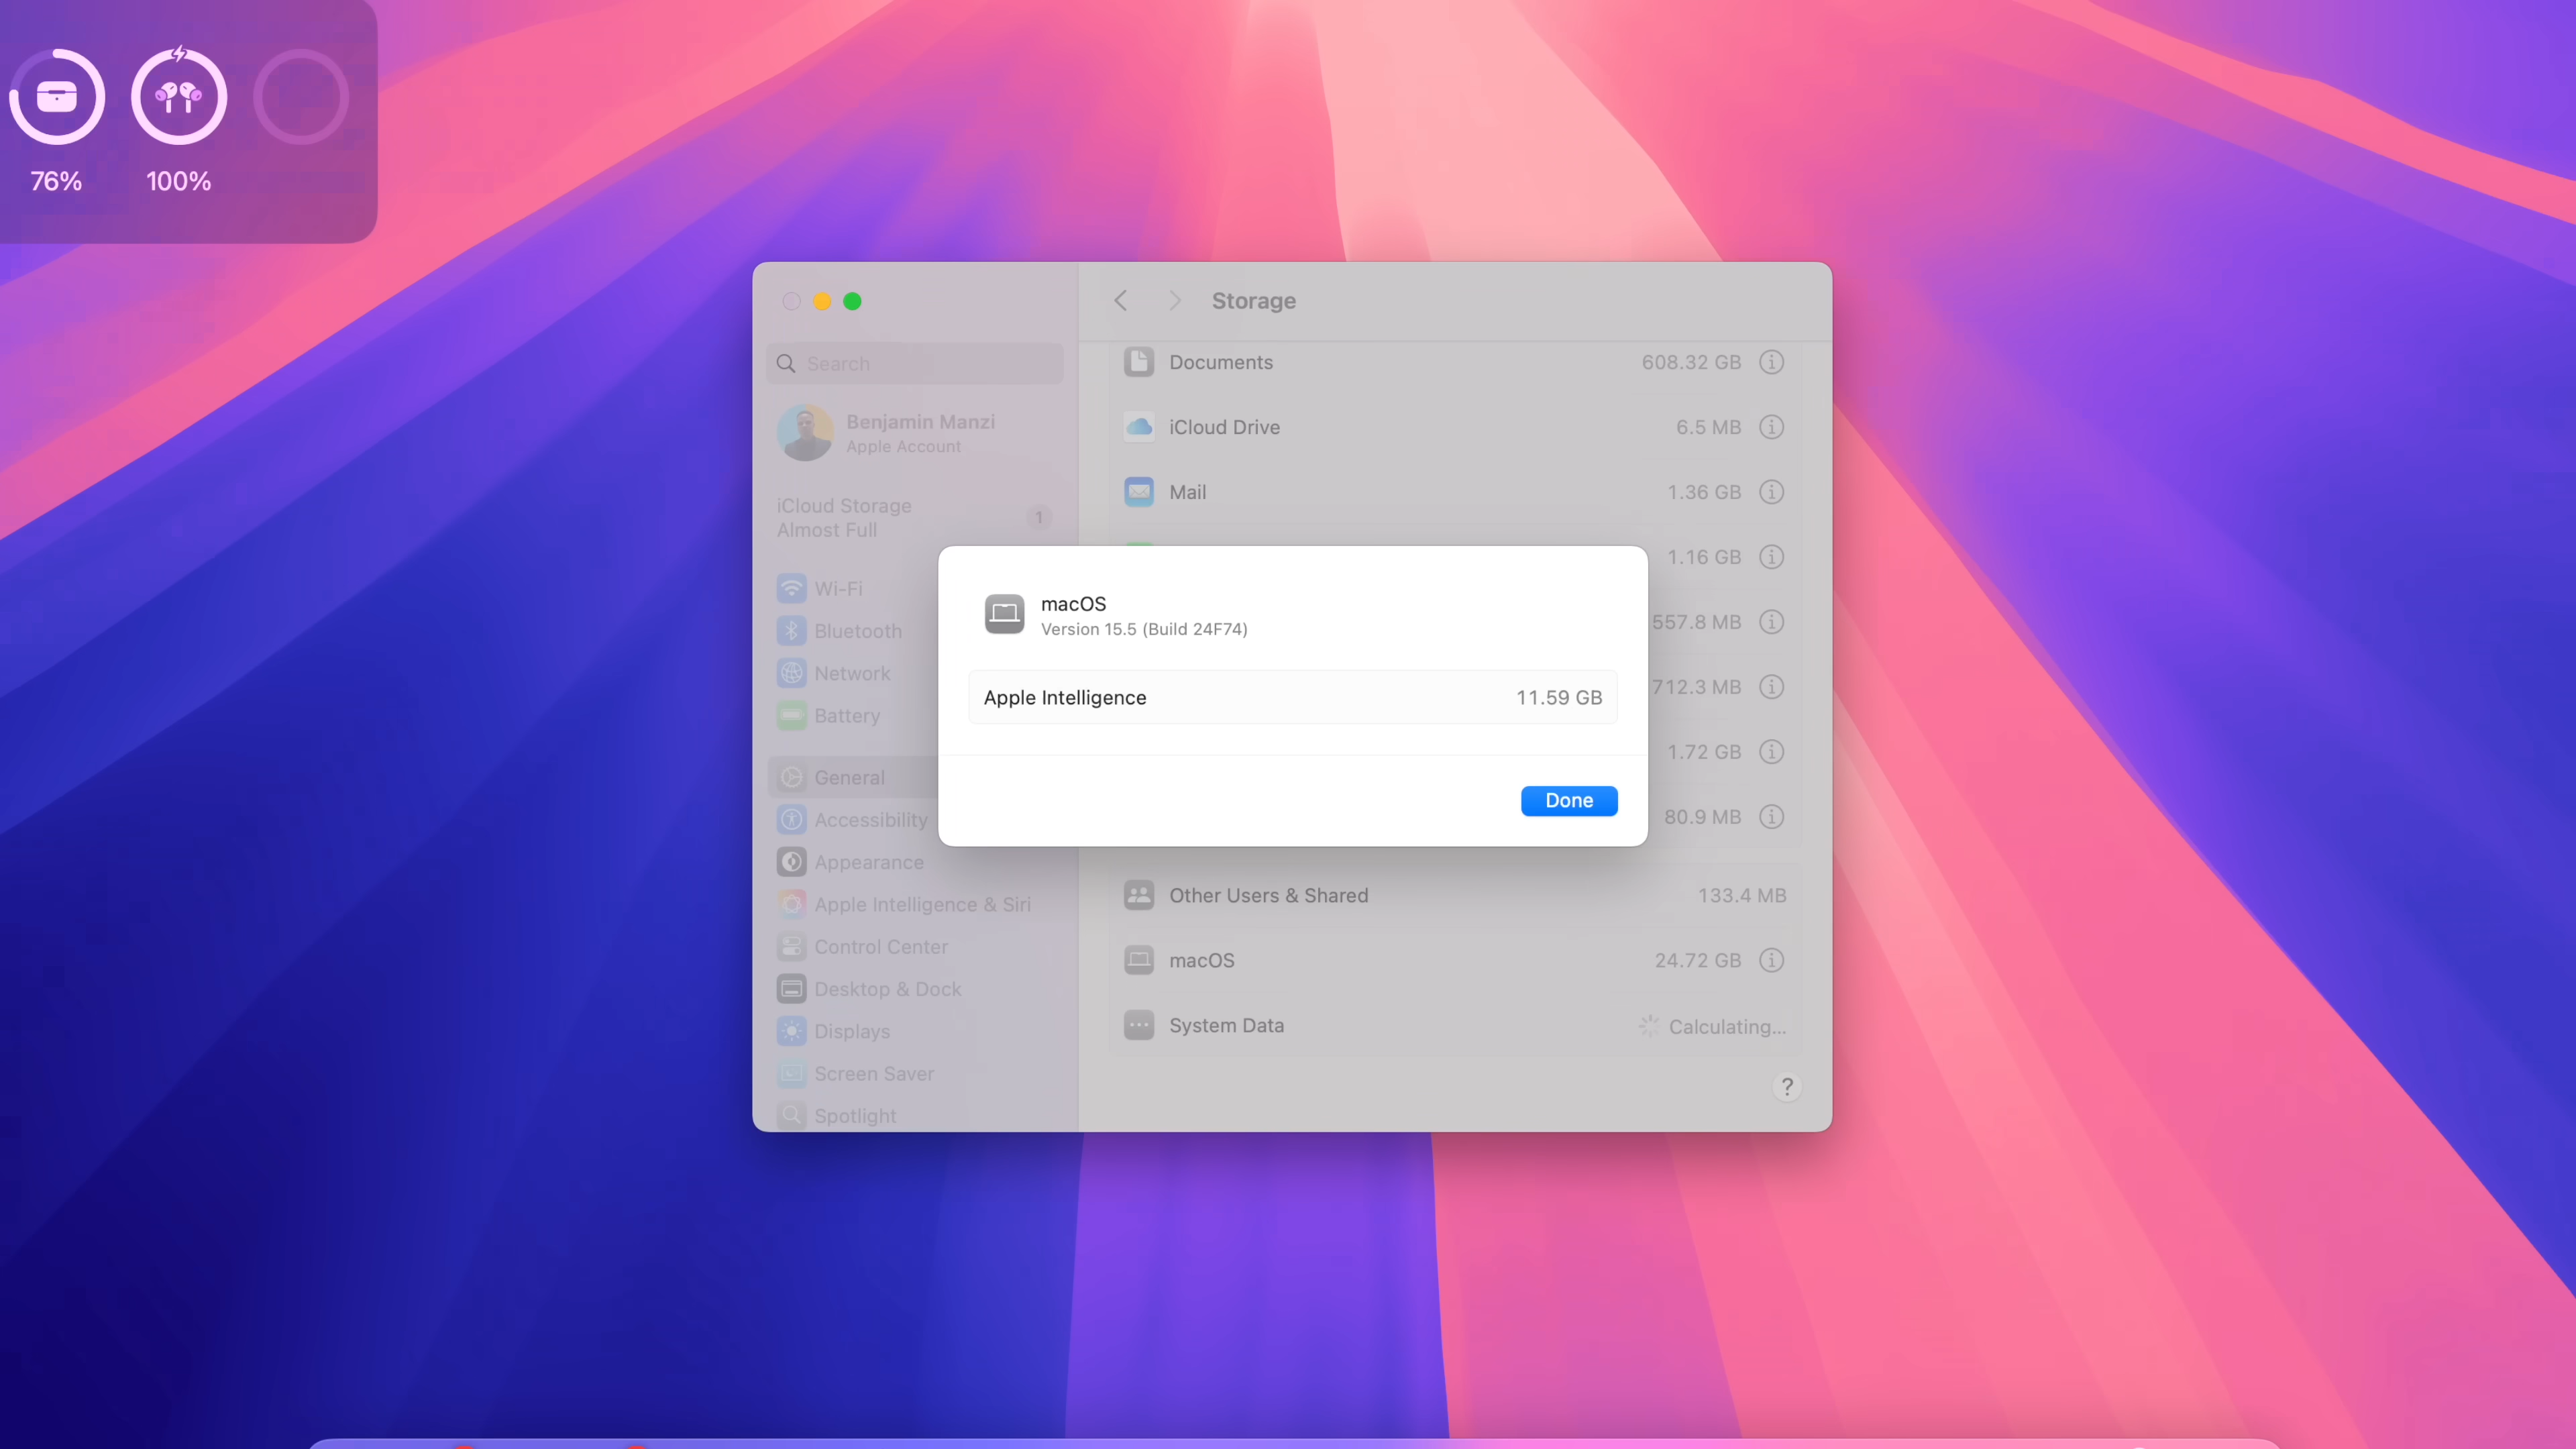 76%
100%
Storage
Search
Benjamin Manzi
Apple Account
iCloud Storage
Almost Full
1
Wi-Fi
Bluetooth
Network
Battery
General
Accessibility
Appearance
Apple Intelligence & Siri
Control Center
Desktop & Dock
Displays
Screen Saver
Spotlight
Documents 608.32 GB
iCloud Drive 6.5 MB
Mail 1.36 GB
1.16 GB
557.8 MB
712.3 MB
1.72 GB
80.9 MB
macOS
Version 15.5 (Build 24F74)
Apple Intelligence 11.59 GB
Done
Other Users & Shared 133.4 MB
macOS 24.72 GB
System Data Calculating...
?